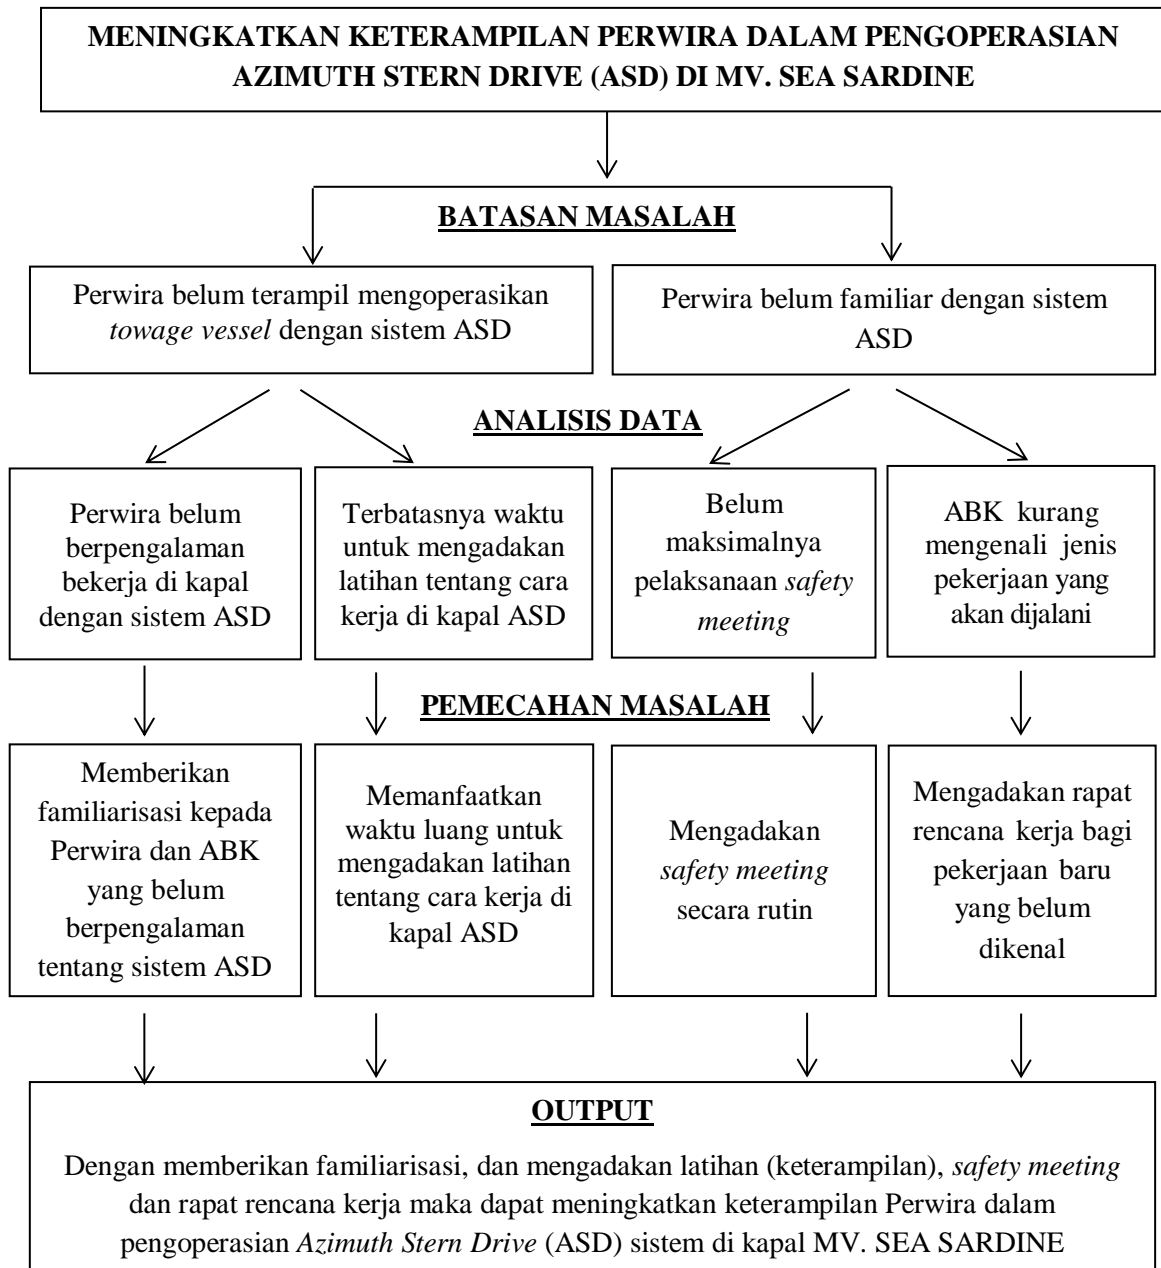 MENINGKATKAN KETERAMPILAN PERWIRA DALAM PENGOPERASIAN
AZIMUTH STERN DRIVE (ASD) DI MV. SEA SARDINE
BATASAN MASALAH
Perwira belum terampil mengoperasikan
towage vessel dengan sistem ASD
Perwira belum familiar dengan sistem
ASD
ANALISIS DATA
Perwira belum
berpengalaman
bekerja di kapal
dengan sistem ASD
Terbatasnya waktu
untuk mengadakan
latihan tentang cara
kerja di kapal ASD
Belum
maksimalnya
pelaksanaan safety
meeting
ABK kurang
mengenali jenis
pekerjaan yang
akan dijalani
PEMECAHAN MASALAH
Memberikan
familiarisasi kepada
Perwira dan ABK
yang belum
berpengalaman
tentang sistem ASD
Memanfaatkan
waktu luang untuk
mengadakan latihan
tentang cara kerja di
kapal ASD
Mengadakan
safety meeting
secara rutin
Mengadakan rapat
rencana kerja bagi
pekerjaan baru
yang belum
dikenal
OUTPUT
Dengan memberikan familiarisasi, dan mengadakan latihan (keterampilan), safety meeting
dan rapat rencana kerja maka dapat meningkatkan keterampilan Perwira dalam
pengoperasian Azimuth Stern Drive (ASD) sistem di kapal MV. SEA SARDINE